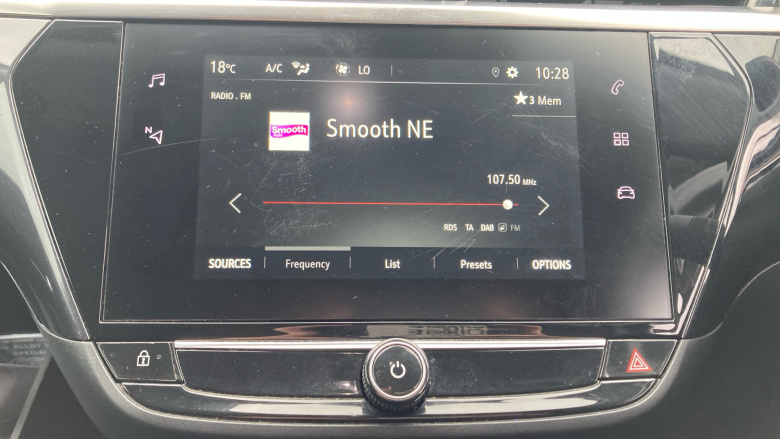 18°C A/C LO 10:28
RADIO . FM
★3 Mem
Smooth
Smooth NE
107.50 MHz
N
RDS TA DAB FM
SOURCES Frequency List Presets OPTIONS